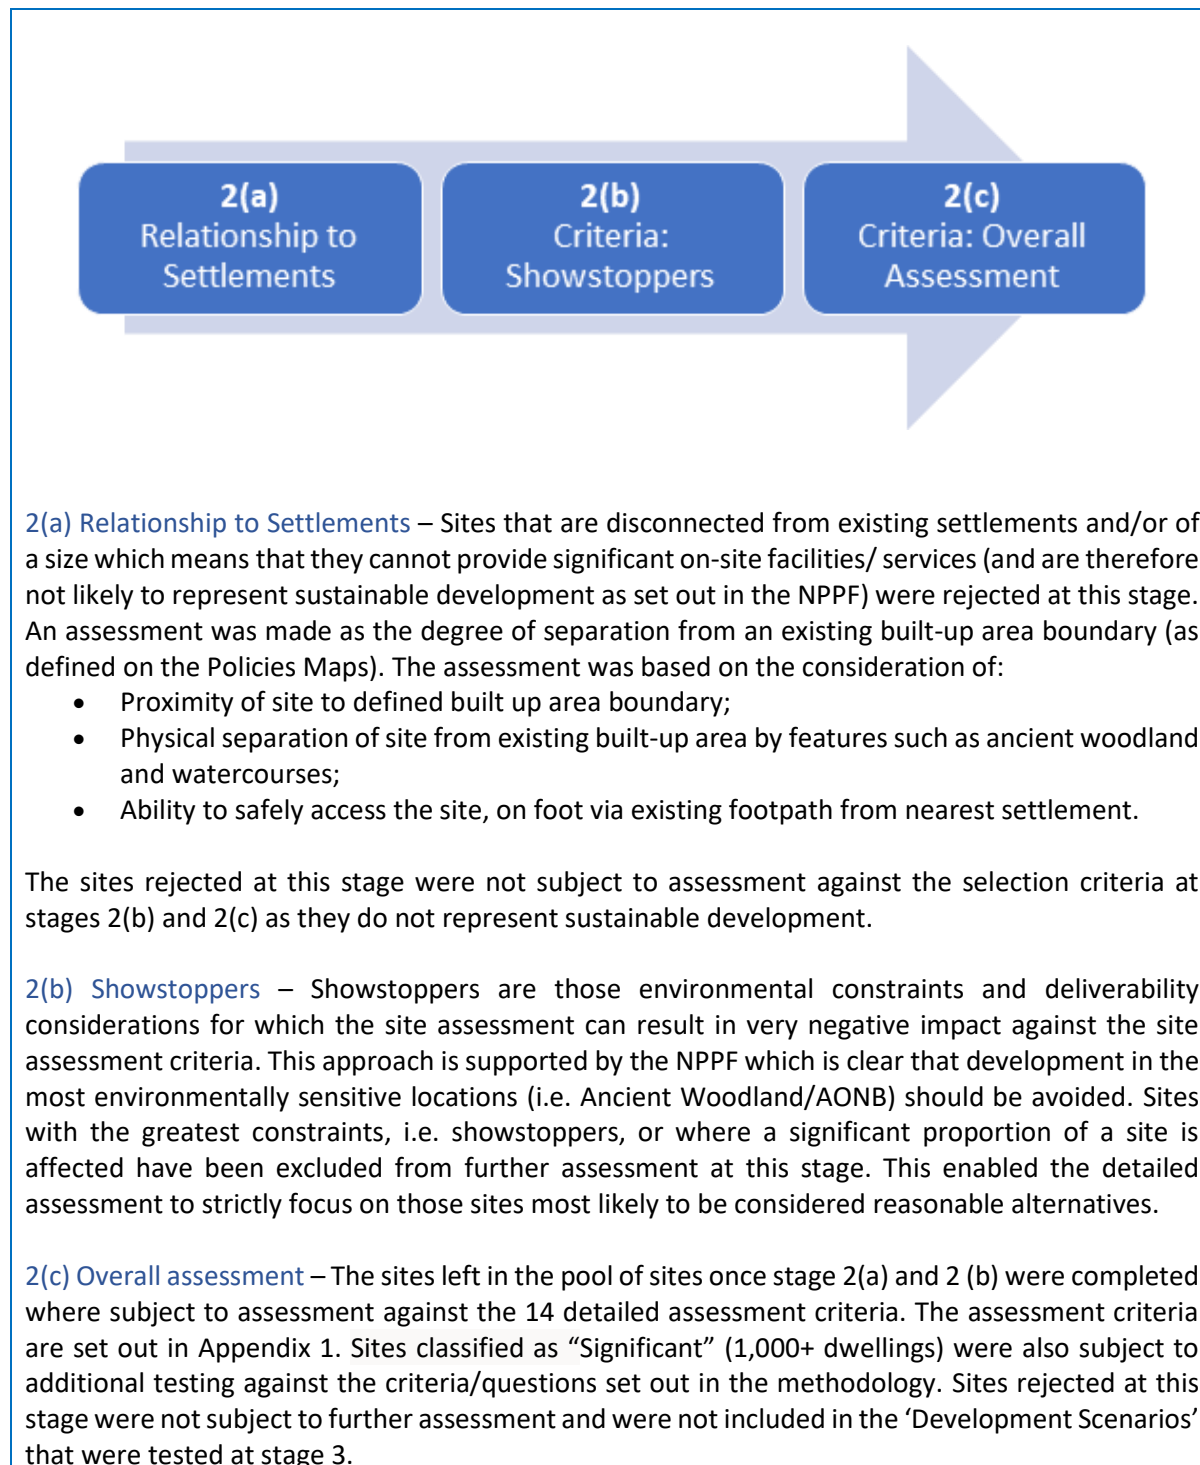 2(a)
Relationship to
Settlements
2(b)
Criteria:
Showstoppers
2(c)
Criteria: Overall
Assessment
2(a) Relationship to Settlements – Sites that are disconnected from existing settlements and/or of
a size which means that they cannot provide significant on-site facilities/ services (and are therefore
not likely to represent sustainable development as set out in the NPPF) were rejected at this stage.
An assessment was made as the degree of separation from an existing built-up area boundary (as
defined on the Policies Maps). The assessment was based on the consideration of:
• Proximity of site to defined built up area boundary;
• Physical separation of site from existing built-up area by features such as ancient woodland
and watercourses;
• Ability to safely access the site, on foot via existing footpath from nearest settlement.
The sites rejected at this stage were not subject to assessment against the selection criteria at
stages 2(b) and 2(c) as they do not represent sustainable development.
2(b) Showstoppers – Showstoppers are those environmental constraints and deliverability
considerations for which the site assessment can result in very negative impact against the site
assessment criteria. This approach is supported by the NPPF which is clear that development in the
most environmentally sensitive locations (i.e. Ancient Woodland/AONB) should be avoided. Sites
with the greatest constraints, i.e. showstoppers, or where a significant proportion of a site is
affected have been excluded from further assessment at this stage. This enabled the detailed
assessment to strictly focus on those sites most likely to be considered reasonable alternatives.
2(c) Overall assessment – The sites left in the pool of sites once stage 2(a) and 2 (b) were completed
where subject to assessment against the 14 detailed assessment criteria. The assessment criteria
are set out in Appendix 1. Sites classified as “Significant” (1,000+ dwellings) were also subject to
additional testing against the criteria/questions set out in the methodology. Sites rejected at this
stage were not subject to further assessment and were not included in the ‘Development Scenarios’
that were tested at stage 3.